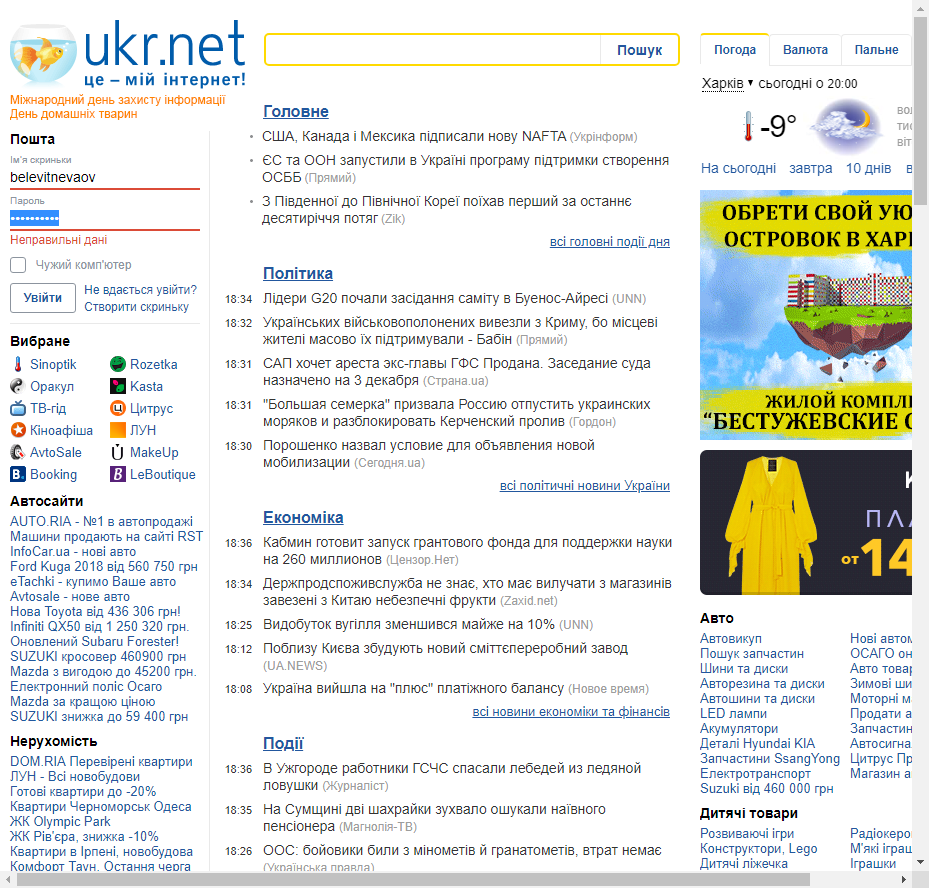 ukr.net
це – мій інтернет!
Міжнародний день захисту інформації
День домашніх тварин
Пошук
Погода
Валюта
Пальне
Харків ▾ сьогодні о 20:00
-9°
На сьогодні завтра 10 днів
Пошта
Ім'я скриньки
belevitnevaov
Пароль
••••••••••
Неправильні дані
Чужий комп'ютер
Увійти
Не вдається увійти?
Створити скриньку
Вибране
Sinoptik
Rozetka
Оракул
Kasta
ТВ-гід
Цитрус
Кіноафіша
ЛУН
AvtoSale
MakeUp
Booking
LeBoutique
Автосайти
AUTO.RIA - №1 в автопродажі
Машини продають на сайті RST
InfoCar.ua - нові авто
Ford Kuga 2018 від 560 750 грн
eTachki - купимо Ваше авто
Avtosale - нове авто
Нова Toyota від 436 306 грн!
Infiniti QX50 від 1 250 320 грн.
Оновлений Subaru Forester!
SUZUKI кросовер 460900 грн
Mazda з вигодою до 45200 грн.
Електронний поліс Осаго
Mazda за кращою ціною
SUZUKI знижка до 59 400 грн
Нерухомість
DOM.RIA Перевірені квартири
ЛУН - Всі новобудови
Готові квартири до -20%
Квартири Черноморськ Одеса
ЖК Olympic Park
ЖК Рів'єра, знижка -10%
Квартири в Ірпені, новобудова
Комфорт Таун. Остання черга
Головне
• США, Канада і Мексика підписали нову NAFTA (Укрінформ)
• ЄС та ООН запустили в Україні програму підтримки створення
ОСББ (Прямий)
• З Південної до Північної Кореї поїхав перший за останнє
десятиріччя потяг (Zik)
всі головні події дня
Політика
18:34 Лідери G20 почали засідання саміту в Буенос-Айресі (UNN)
18:32 Українських військовополонених вивезли з Криму, бо місцеві
жителі масово їх підтримували - Бабін (Прямий)
18:31 САП хочет ареста экс-главы ГФС Продана. Заседание суда
назначено на 3 декабря (Страна.ua)
18:31 "Большая семерка" призвала Россию отпустить украинских
моряков и разблокировать Керченский пролив (Гордон)
18:30 Порошенко назвал условие для объявления новой
мобилизации (Сегодня.ua)
всі політичні новини України
Економіка
18:36 Кабмин готовит запуск грантового фонда для поддержки науки
на 260 миллионов (Цензор.Нет)
18:34 Держпродспоживслужба не знає, хто має вилучати з магазинів
завезені з Китаю небезпечні фрукти (Zaxid.net)
18:25 Видобуток вугілля зменшився майже на 10% (UNN)
18:12 Поблизу Києва збудують новий сміттєпереробний завод
(UA.NEWS)
18:08 Україна вийшла на "плюс" платіжного балансу (Новое время)
всі новини економіки та фінансів
Події
18:36 В Ужгороде работники ГСЧС спасали лебедей из ледяной
ловушки (Журналіст)
18:35 На Сумщині дві шахрайки зухвало ошукали наївного
пенсіонера (Магнолія-ТВ)
18:26 ООС: бойовики били з мінометів й гранатометів, втрат немає
(Українська правда)
ОБРЕТИ СВОЙ
ОСТРОВОК В
ЖИЛОЙ
"БЕСТУЖЕВСКИЕ
от 14
Авто
Автовикуп
Пошук запчастин
Шини та диски
Авторезина та диски
Автошини та диски
LED лампи
Акумулятори
Деталі Hyundai KIA
Запчастини SsangYong
Електротранспорт
Suzuki від 460 000 грн
Нові
ОСАГО
Авто
Зимові
Моторні
Продати
Запчастин
Цитрус
Магазин
Дитячі товари
Розвиваючі ігри
Конструктори, Lego
Дитячі ліжечка
М'які
Іграшки